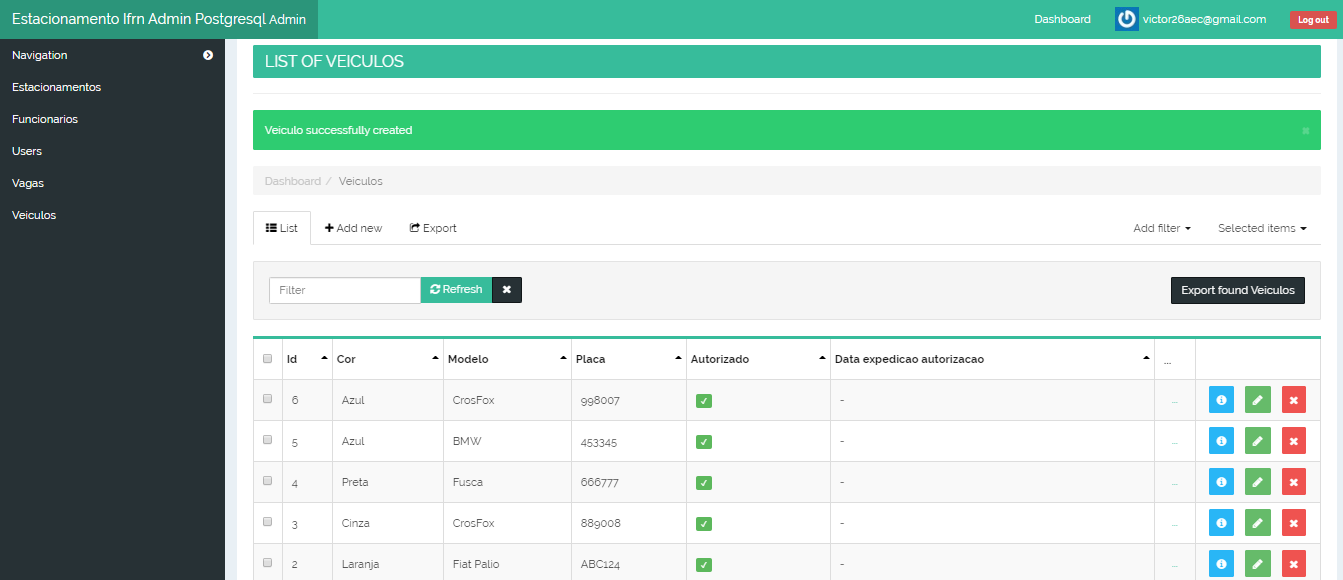 Estacionamento Ifrn Admin Postgresql Admin
Dashboard victor26aec@gmail.com Log out
Navigation
Estacionamentos
Funcionarios
Users
Vagas
Veiculos
LIST OF VEICULOS
Veiculo successfully created
Dashboard / Veiculos
List Add new Export Add filter Selected items
Filter Refresh Export found Veiculos
Id Cor Modelo Placa Autorizado Data expedicao autorizacao ...
6 Azul CrosFox 998007 - ...
5 Azul BMW 453345 - ...
4 Preta Fusca 666777 - ...
3 Cinza CrosFox 889008 - ...
2 Laranja Fiat Palio ABC124 - ...